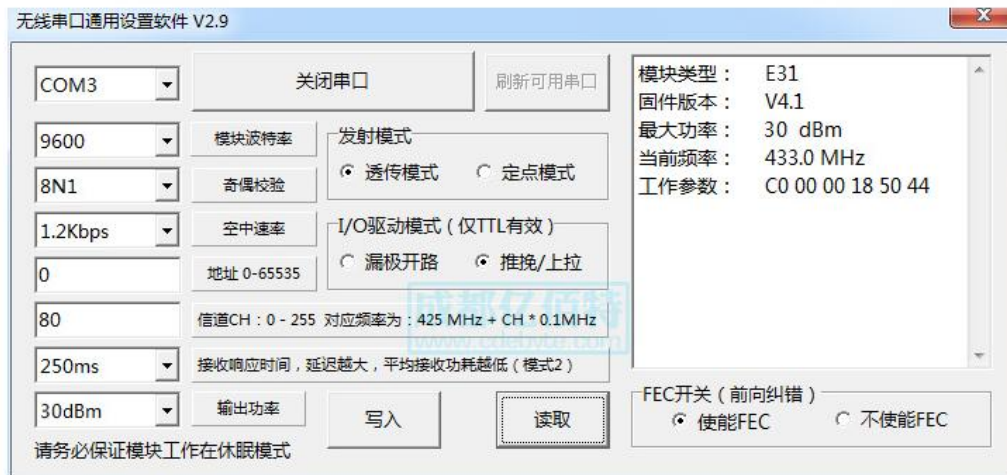 无线串口通用设置软件 V2.9
x
COM3
关闭串口
刷新可用串口
9600
模块波特率
8N1
奇偶校验
1.2Kbps
空中速率
0
地址 0-65535
80
信道CH：0 - 255 对应频率为：425 MHz + CH * 0.1MHz
250ms
接收响应时间，延迟越大，平均接收功耗越低（模式2）
30dBm
输出功率
写入
读取
请务必保证模块工作在休眠模式
发射模式
透传模式
定点模式
I/O驱动模式（仅TTL有效）
漏极开路
推挽/上拉
成都亿佰特
www.cdebyte.com
模块类型： E31
固件版本： V4.1
最大功率： 30 dBm
当前频率： 433.0 MHz
工作参数： C0 00 00 18 50 44
FEC开关（前向纠错）
使能FEC
不使能FEC